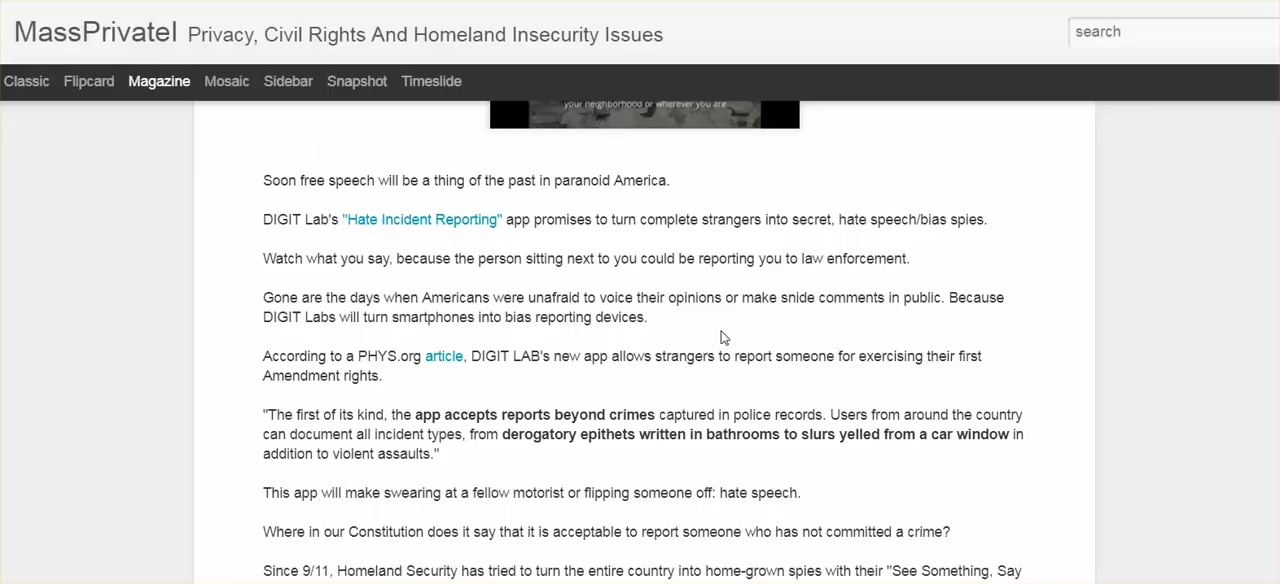 MassPrivateI Privacy, Civil Rights And Homeland Insecurity Issues
search
Classic Flipcard Magazine Mosaic Sidebar Snapshot Timeslide
your neighborhood or wherever you are
Soon free speech will be a thing of the past in paranoid America.
DIGIT Lab's "Hate Incident Reporting" app promises to turn complete strangers into secret, hate speech/bias spies.
Watch what you say, because the person sitting next to you could be reporting you to law enforcement.
Gone are the days when Americans were unafraid to voice their opinions or make snide comments in public. Because
DIGIT Labs will turn smartphones into bias reporting devices.
According to a PHYS.org article, DIGIT LAB's new app allows strangers to report someone for exercising their first
Amendment rights.
"The first of its kind, the app accepts reports beyond crimes captured in police records. Users from around the country
can document all incident types, from derogatory epithets written in bathrooms to slurs yelled from a car window in
addition to violent assaults."
This app will make swearing at a fellow motorist or flipping someone off: hate speech.
Where in our Constitution does it say that it is acceptable to report someone who has not committed a crime?
Since 9/11, Homeland Security has tried to turn the entire country into home-grown spies with their "See Something, Say